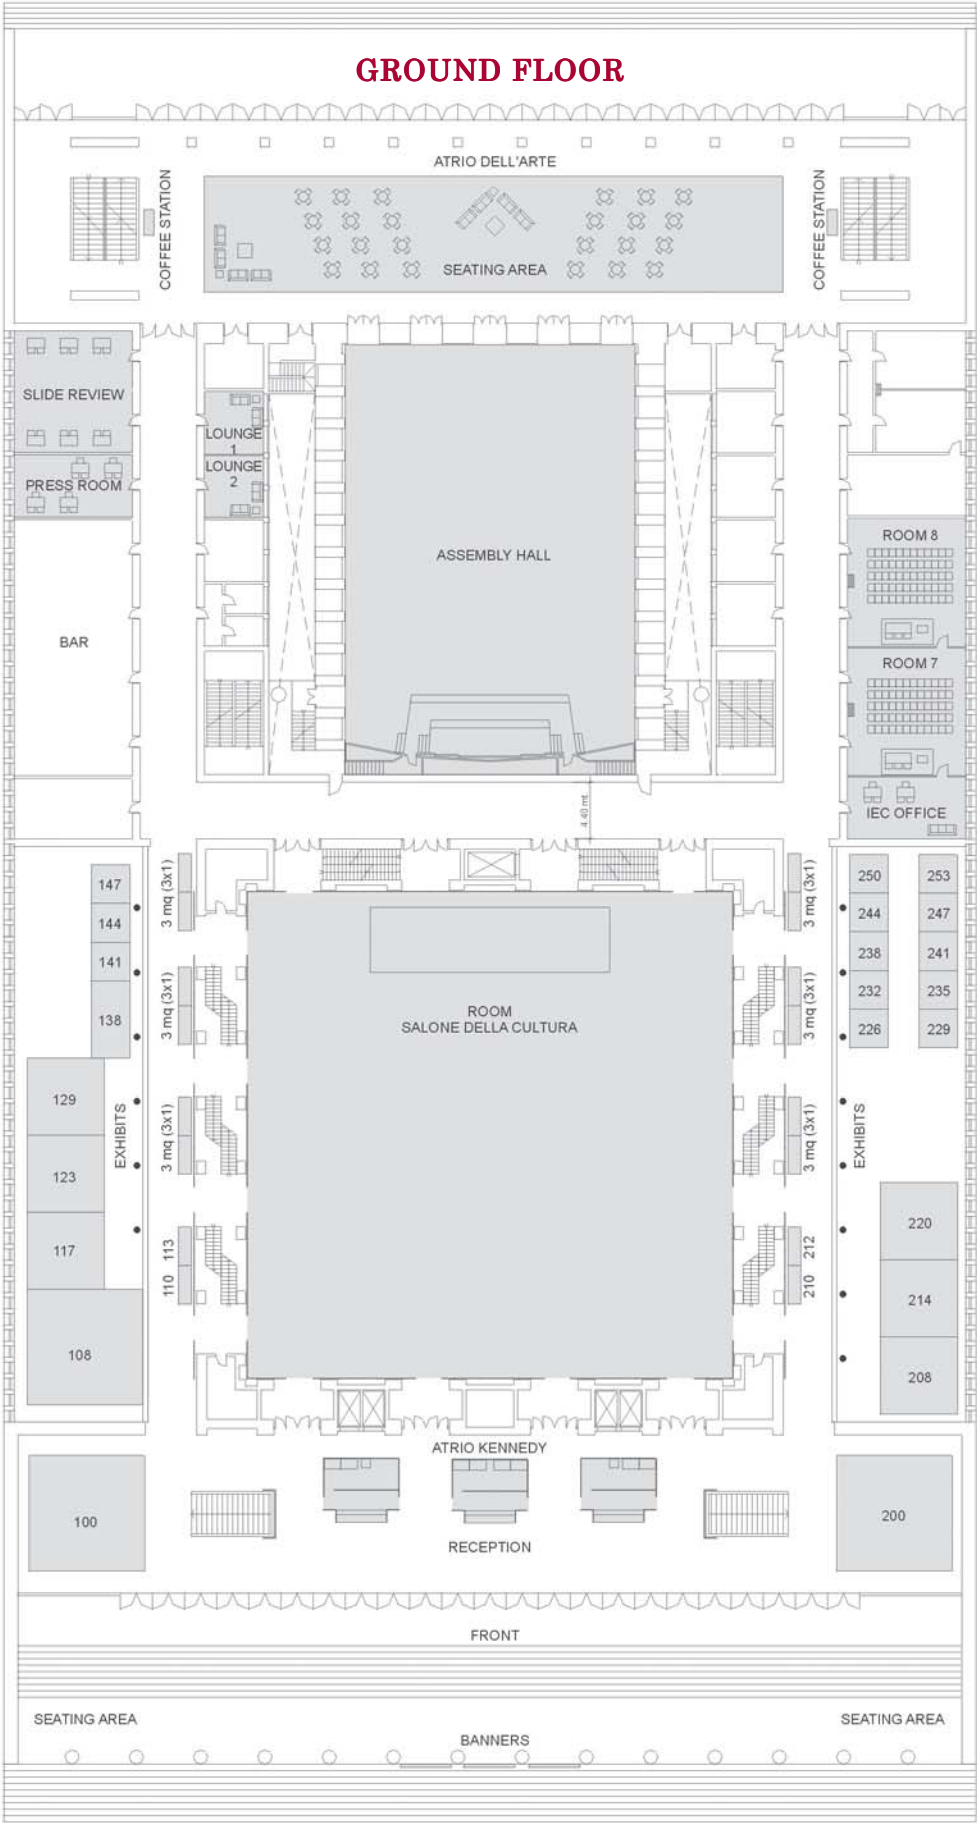 GROUND FLOOR
ATRIO DELL'ARTE
COFFEE STATION
COFFEE STATION
SEATING AREA
SLIDE REVIEW
PRESS ROOM
LOUNGE
1
LOUNGE
2
ASSEMBLY HALL
BAR
ROOM 8
ROOM 7
IEC OFFICE
4.40 mt.
147
144
141
138
129
123
117
108
EXHIBITS
3 mq (3x1)
3 mq (3x1)
3 mq (3x1)
113
110
ROOM
SALONE DELLA CULTURA
3 mq (3x1)
3 mq (3x1)
3 mq (3x1)
212
210
250
253
244
247
238
241
232
235
226
229
EXHIBITS
220
214
208
ATRIO KENNEDY
100
200
RECEPTION
FRONT
SEATING AREA
SEATING AREA
BANNERS